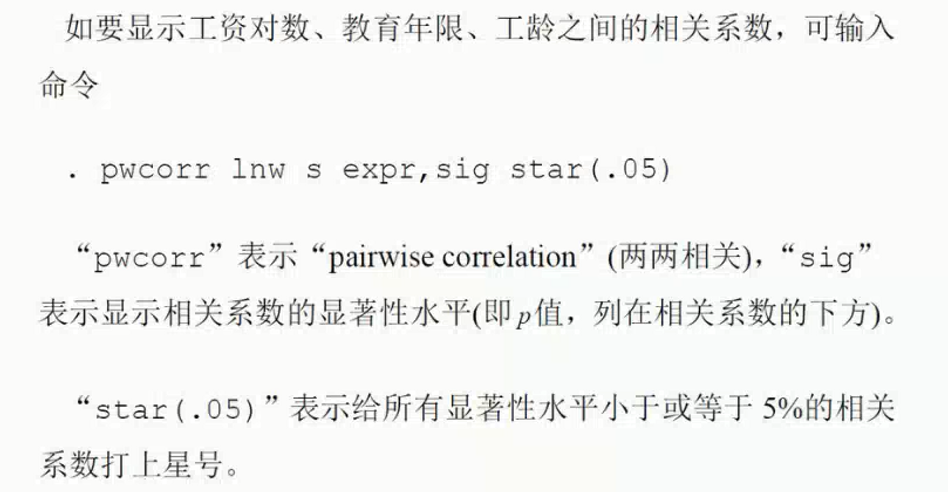 如要显示工资对数、教育年限、工龄之间的相关系数，可输入
命令
. pwcorr lnw s expr,sig star(.05)
“pwcorr”表示“pairwise correlation”(两两相关)，“sig”
表示显示相关系数的显著性水平(即p值，列在相关系数的下方)。
“star(.05)”表示给所有显著性水平小于或等于 5%的相关
系数打上星号。